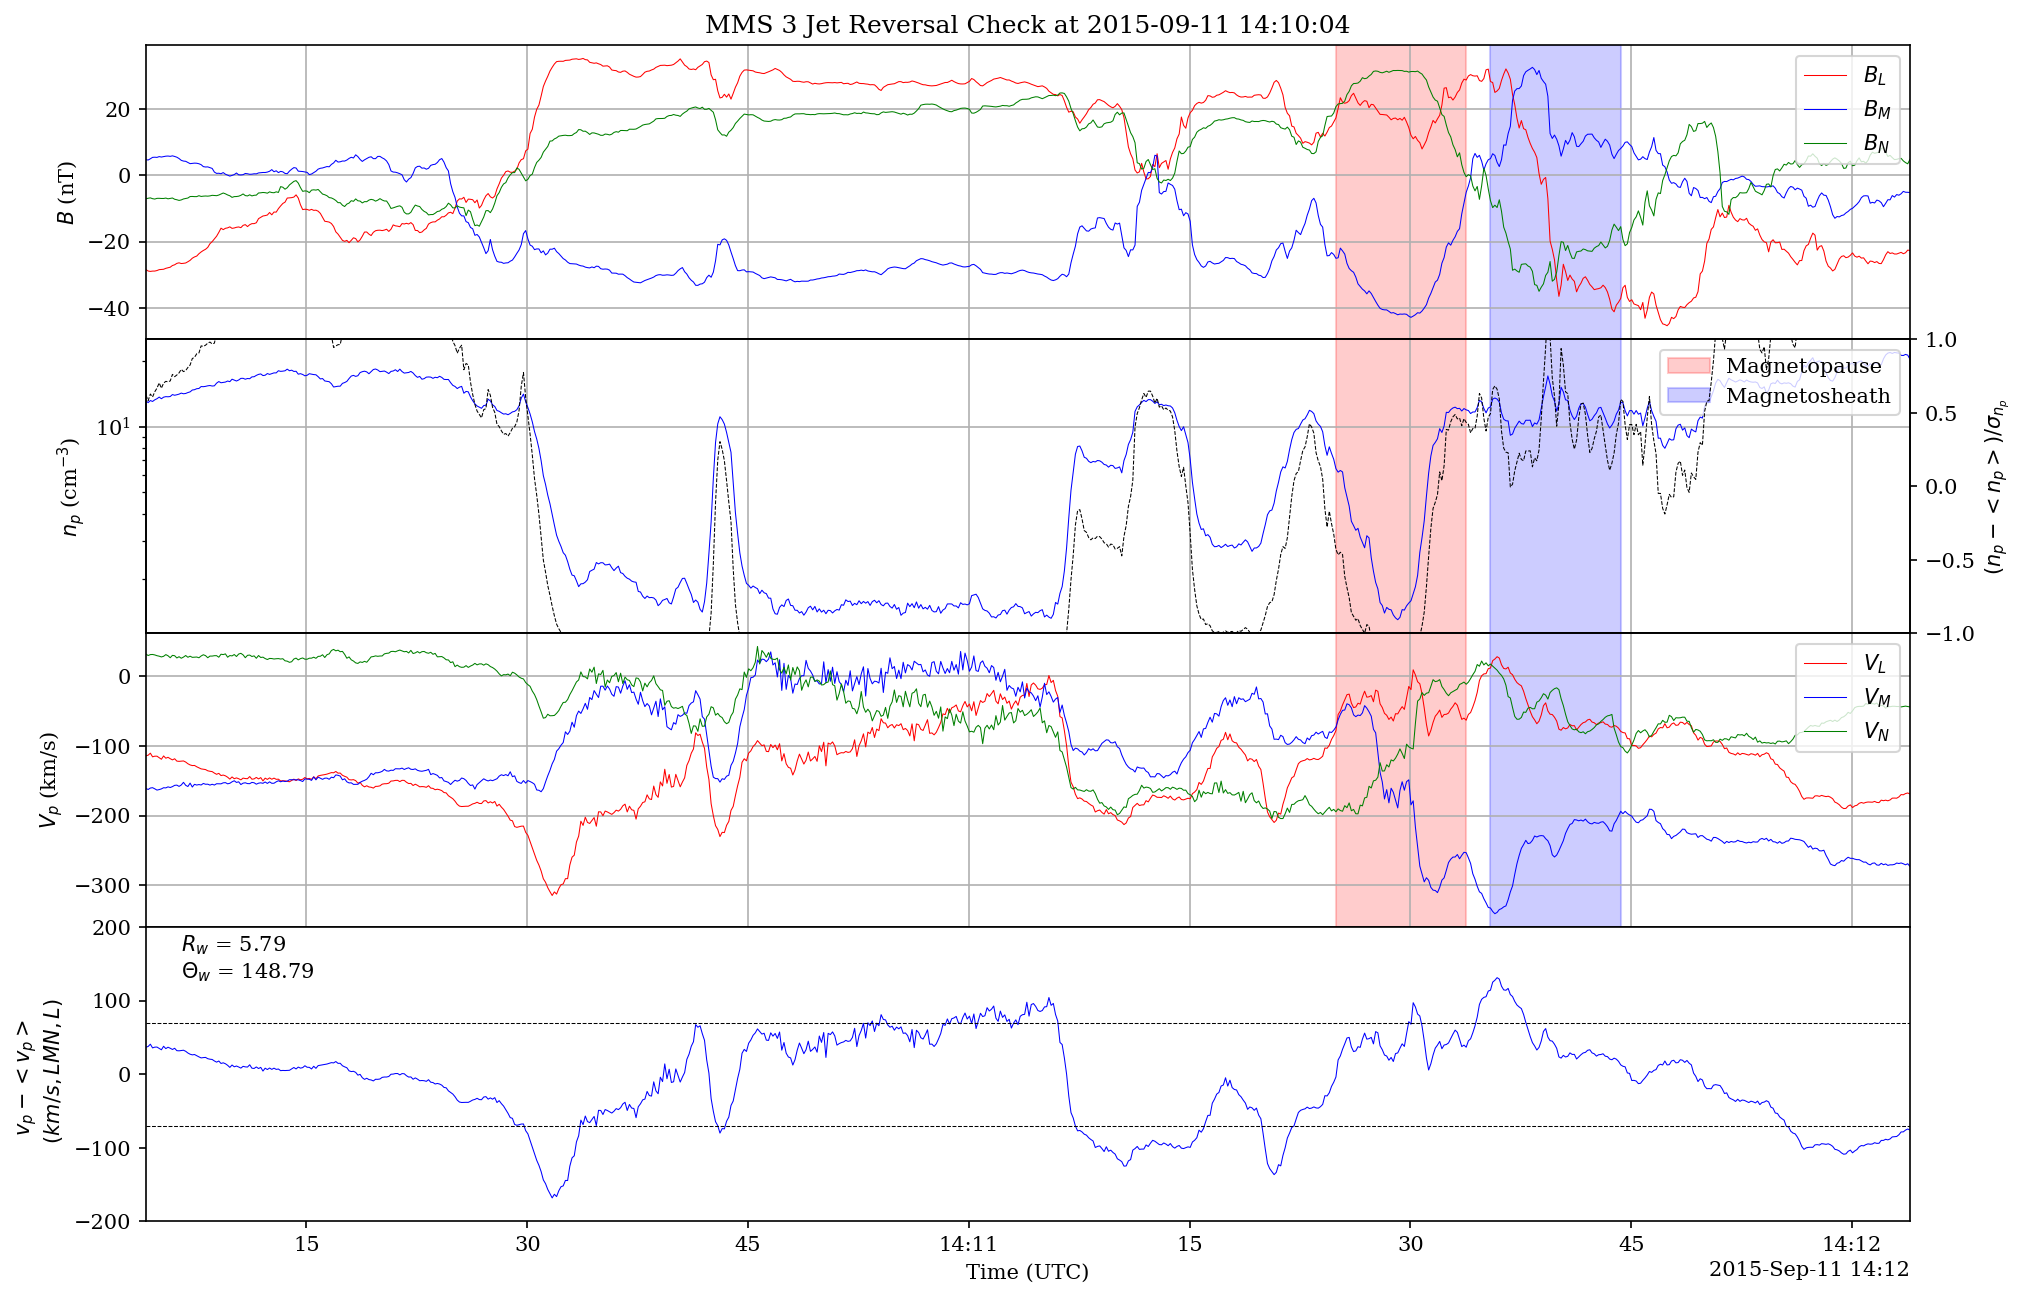 MMS 3 Jet Reversal Check at 2015-09-11 14:10:04
B (nT)
20
0
−20
−40
B_L
B_M
B_N
n_p (cm^{−3})
10^1
Magnetopause
Magnetosheath
1.0
0.5
0.0
−0.5
−1.0
(n_p − <n_p>)/σ_{n_p}
V_p (km/s)
0
−100
−200
−300
V_L
V_M
V_N
v_p − <v_p>
(km/s, LMN, L)
200
100
0
−100
−200
R_w = 5.79
Θ_w = 148.79
15
30
45
14:11
15
30
45
14:12
Time (UTC)
2015-Sep-11 14:12